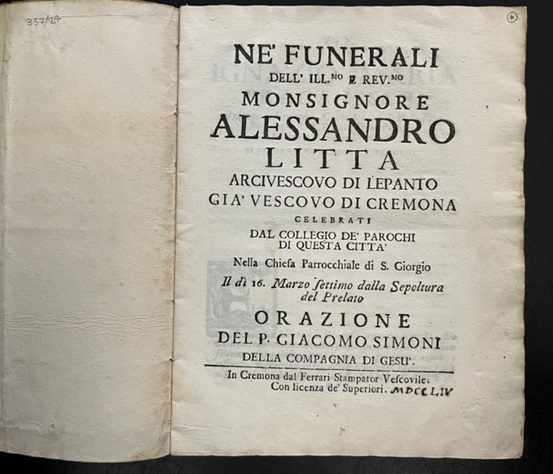 357/24
NE' FUNERALI
DELL' ILL.MO E REV.MO
MONSIGNORE
ALESSANDRO
LITTA
ARCIVESCOVO DI LEPANTO
GIA' VESCOVO DI CREMONA
CELEBRATI
DAL COLLEGIO DE' PAROCHI
DI QUESTA CITTA'
Nella Chieſa Parrocchiale di S. Giorgio
Il dì 16. Marzo ſettimo dalla Sepoltura
del Prelato
ORAZIONE
DEL P. GIACOMO SIMONI
DELLA COMPAGNIA DI GESU'.
In Cremona dal Ferrari Stampator Veſcovile.
Con licenza de' Superiori. MDCCLIV